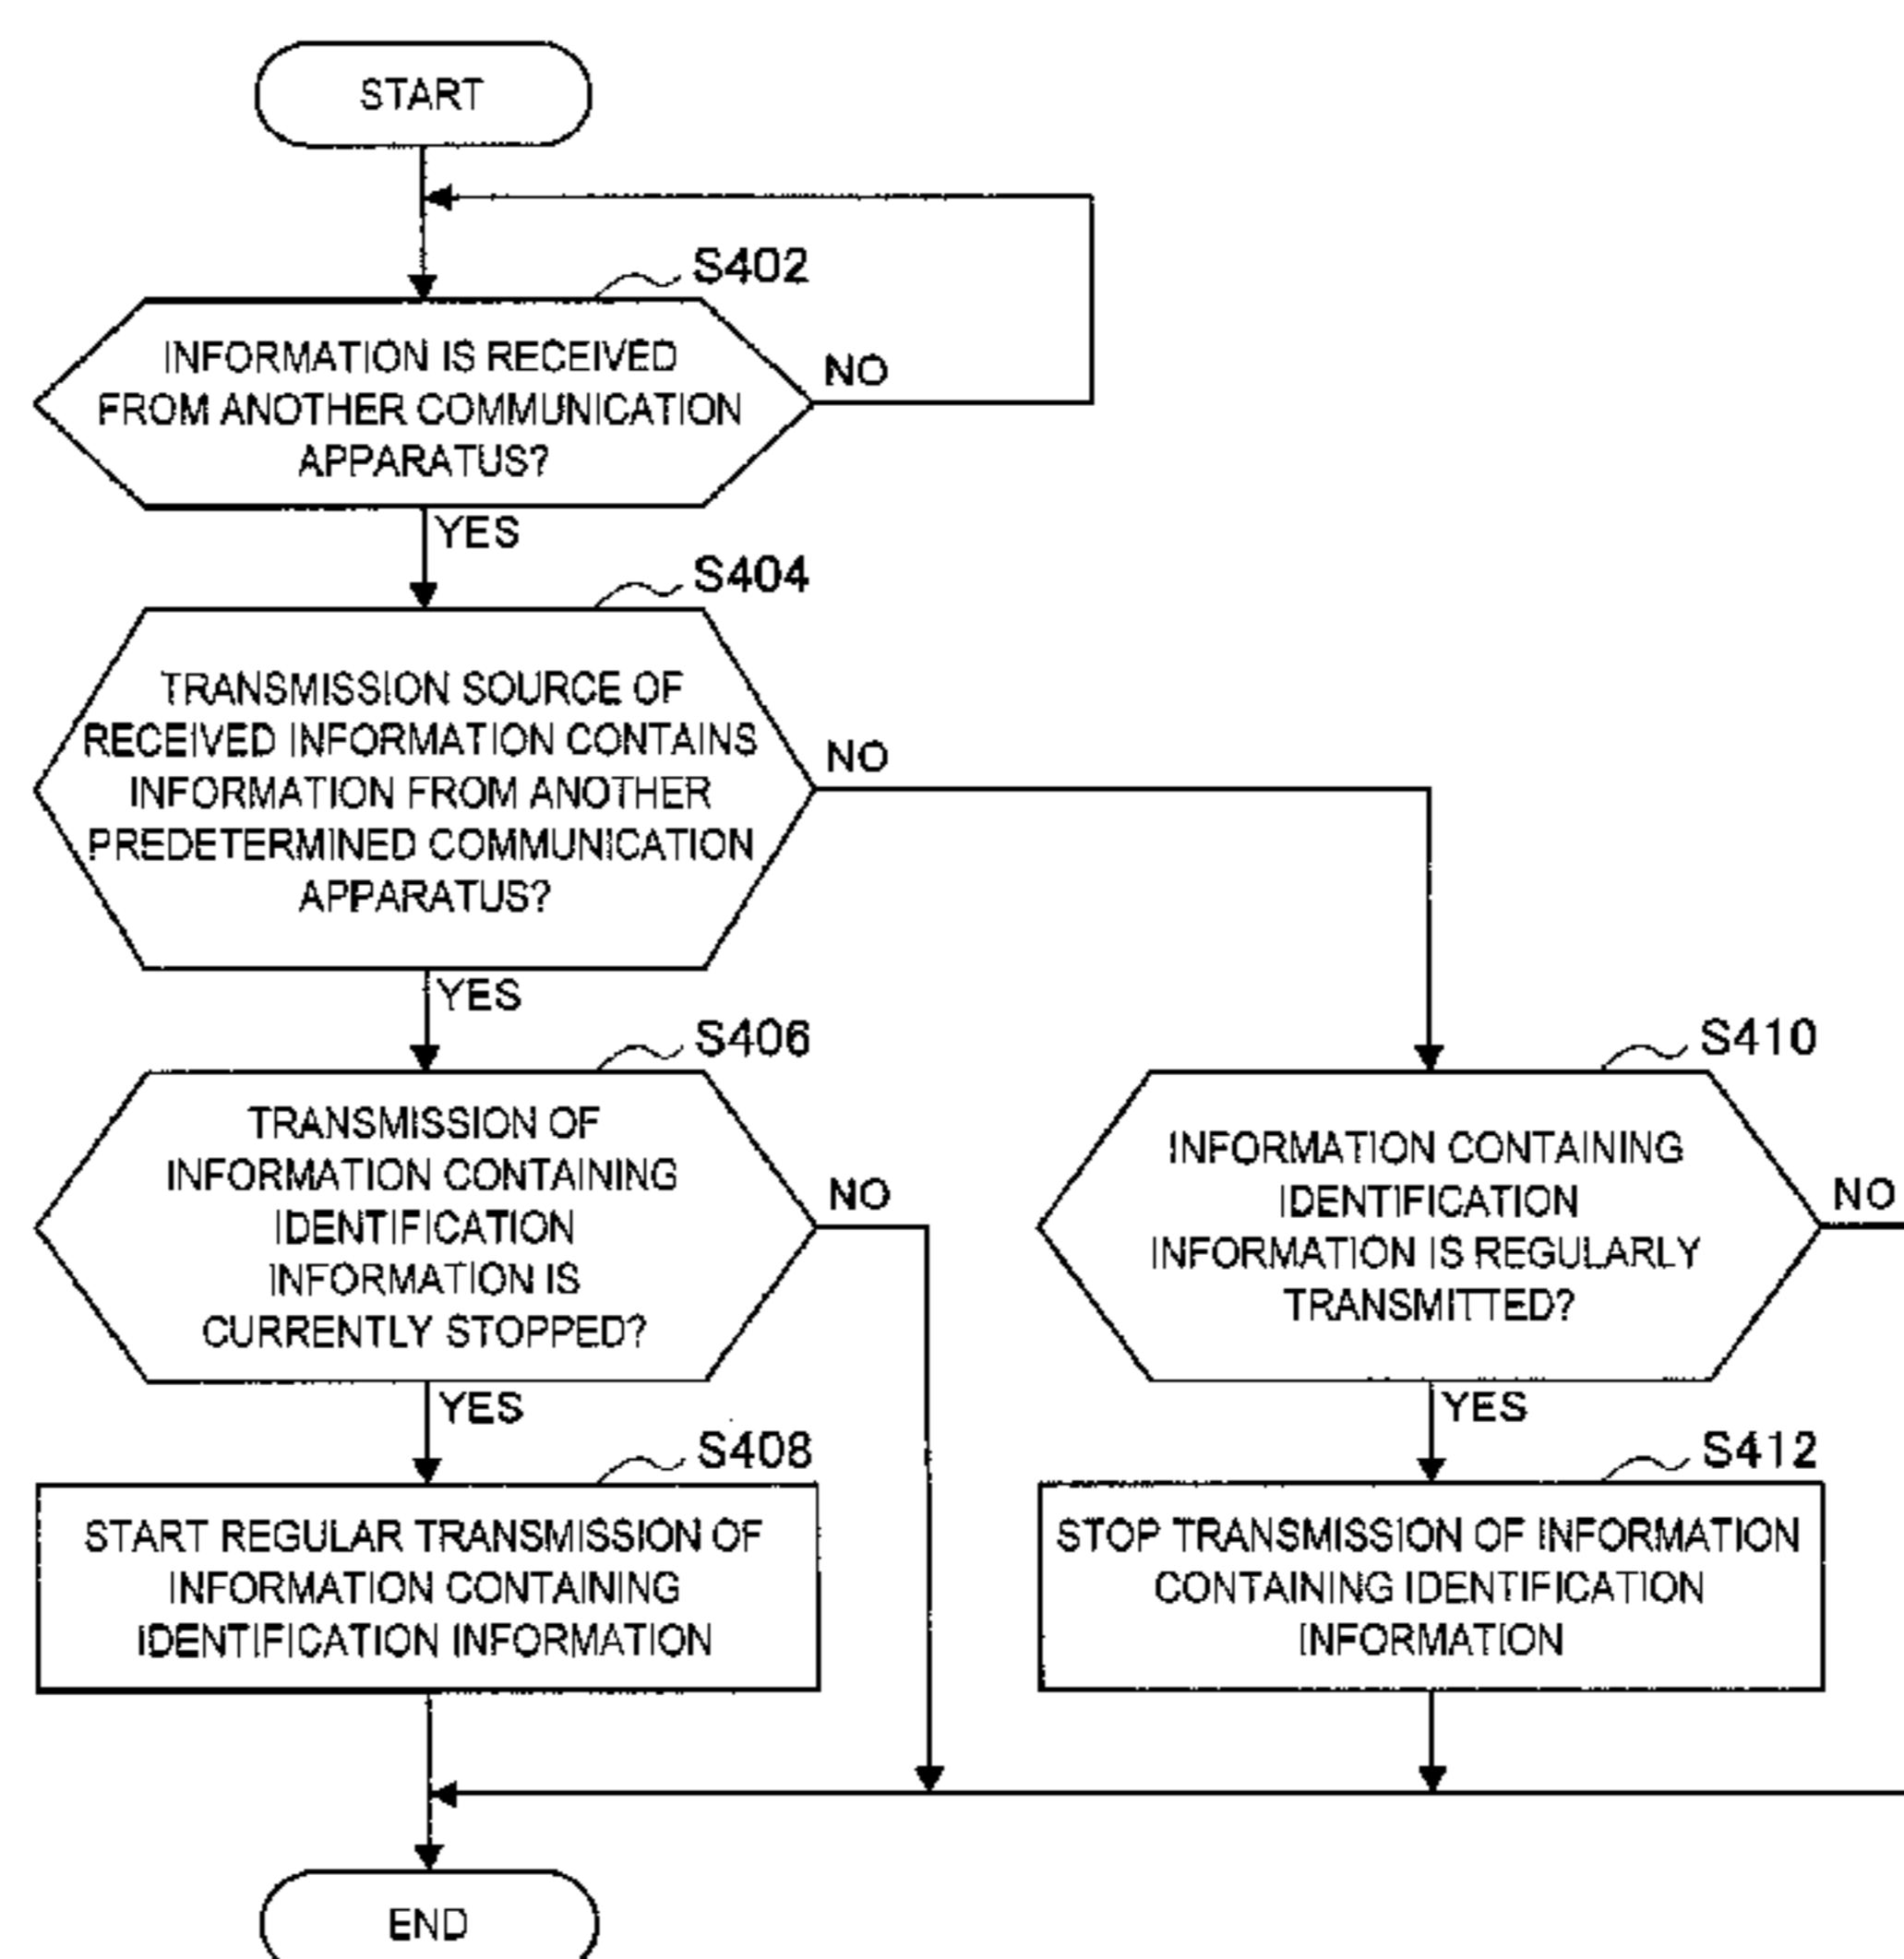 START
S402
INFORMATION IS RECEIVED
FROM ANOTHER COMMUNICATION
APPARATUS?
NO
YES
S404
TRANSMISSION SOURCE OF
RECEIVED INFORMATION CONTAINS
INFORMATION FROM ANOTHER
PREDETERMINED COMMUNICATION
APPARATUS?
NO
YES
S406
TRANSMISSION OF
INFORMATION CONTAINING
IDENTIFICATION
INFORMATION IS
CURRENTLY STOPPED?
NO
YES
S410
INFORMATION CONTAINING
IDENTIFICATION
INFORMATION IS REGULARLY
TRANSMITTED?
NO
YES
S408
START REGULAR TRANSMISSION OF
INFORMATION CONTAINING
IDENTIFICATION INFORMATION
S412
STOP TRANSMISSION OF INFORMATION
CONTAINING IDENTIFICATION
INFORMATION
END